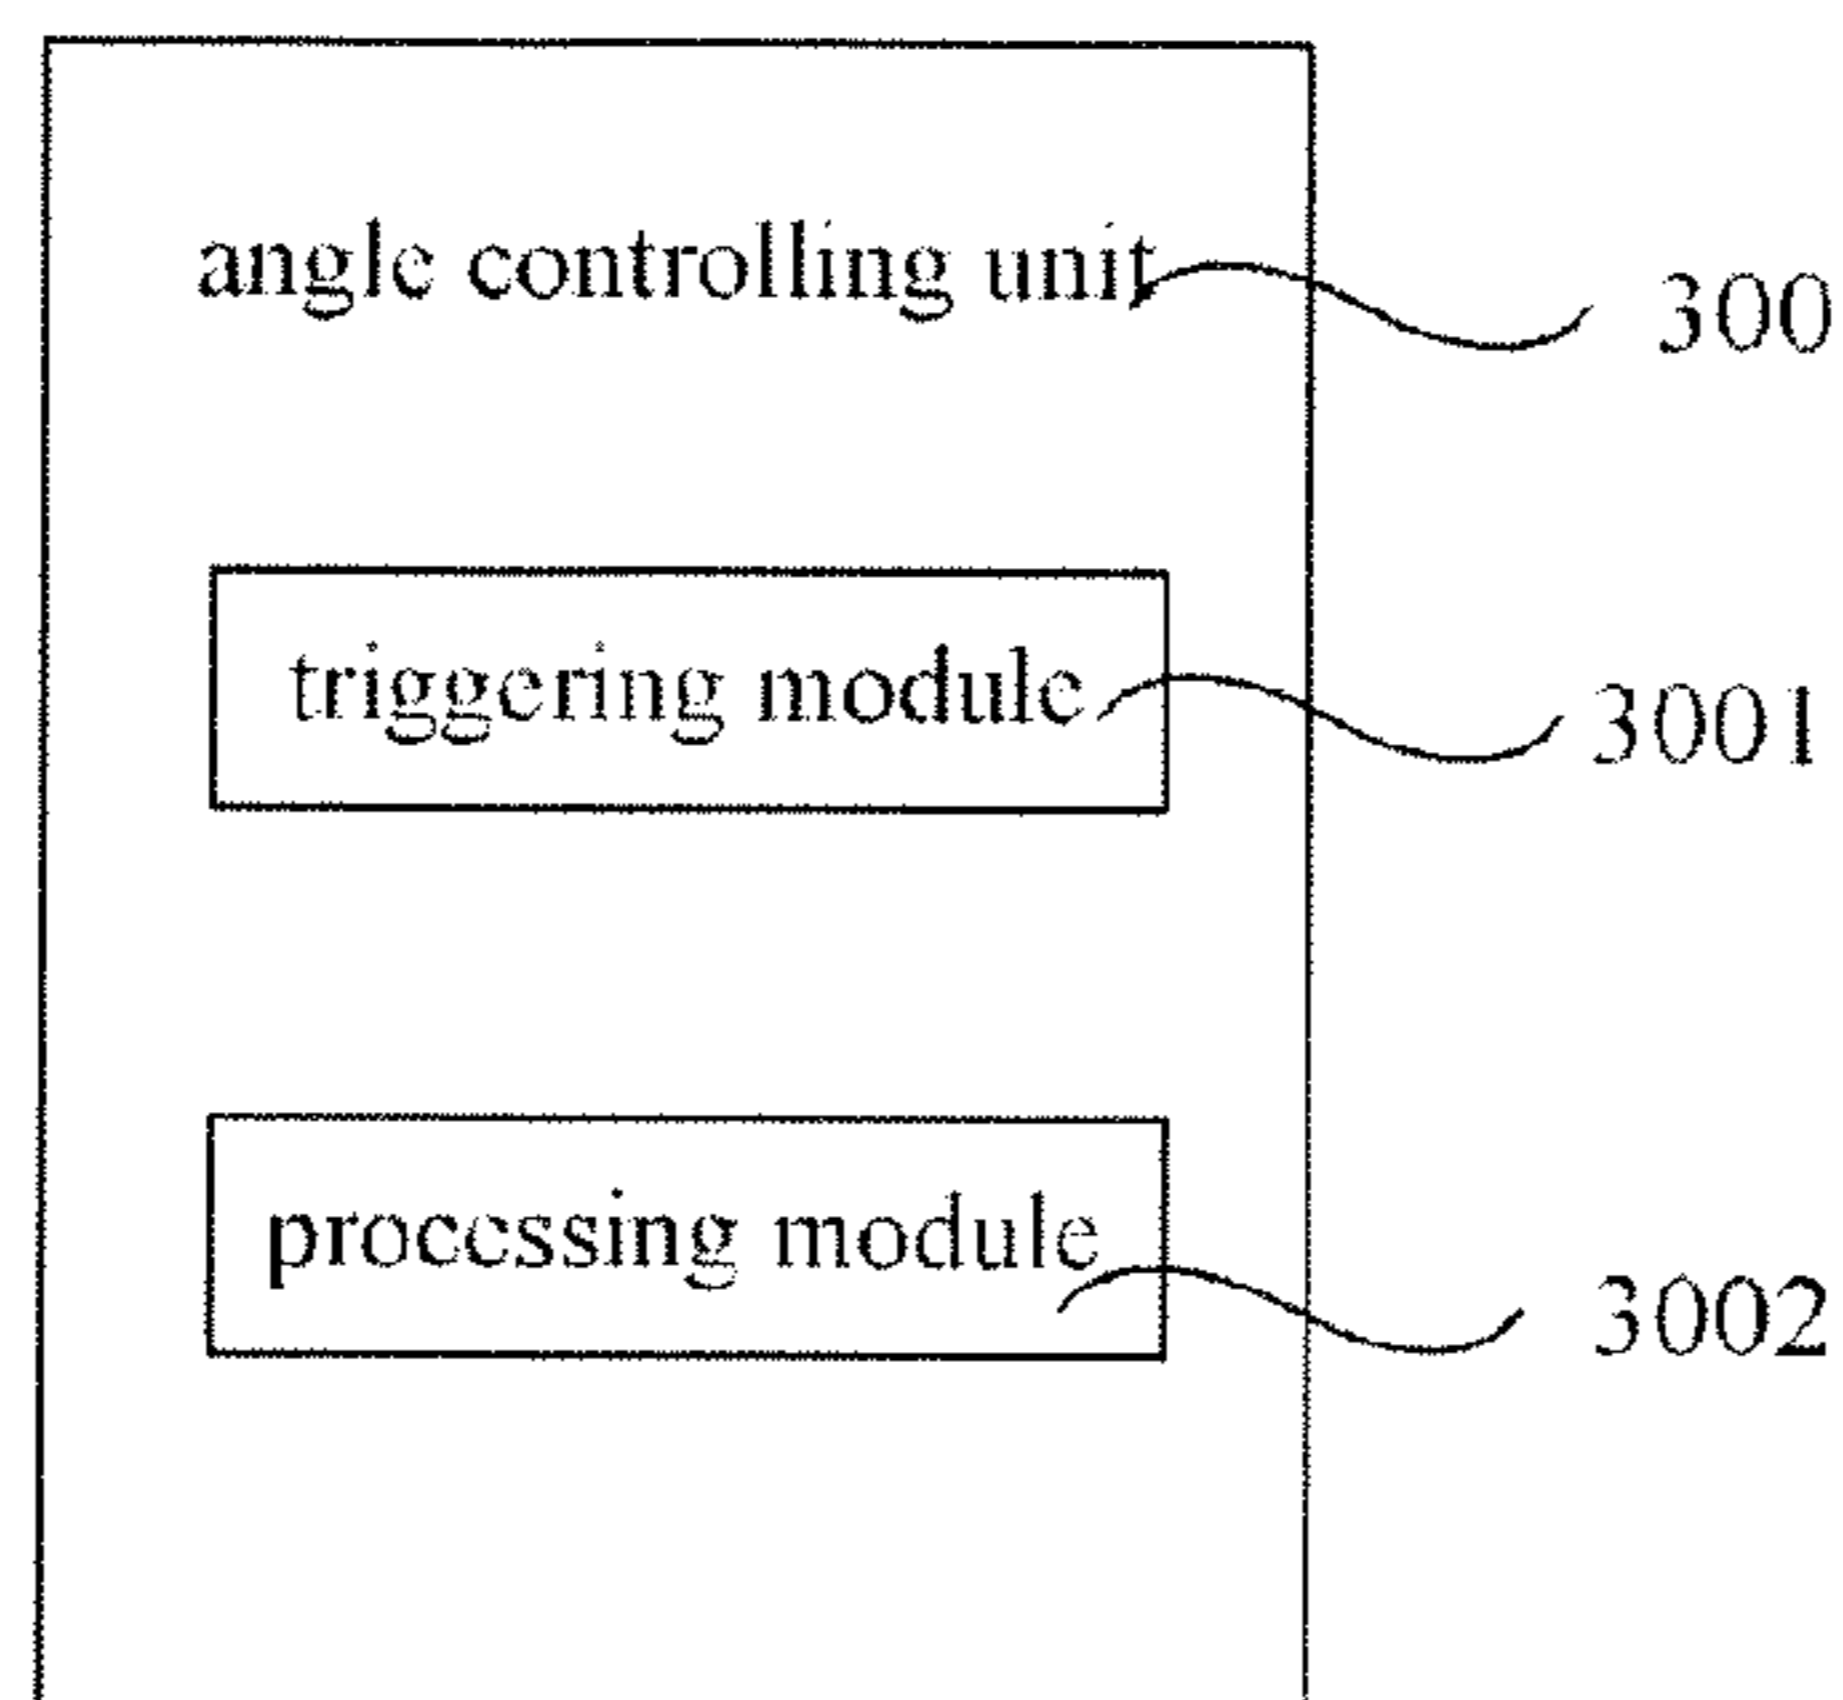 angle controlling unit
300
triggering module
3001
processing module
3002